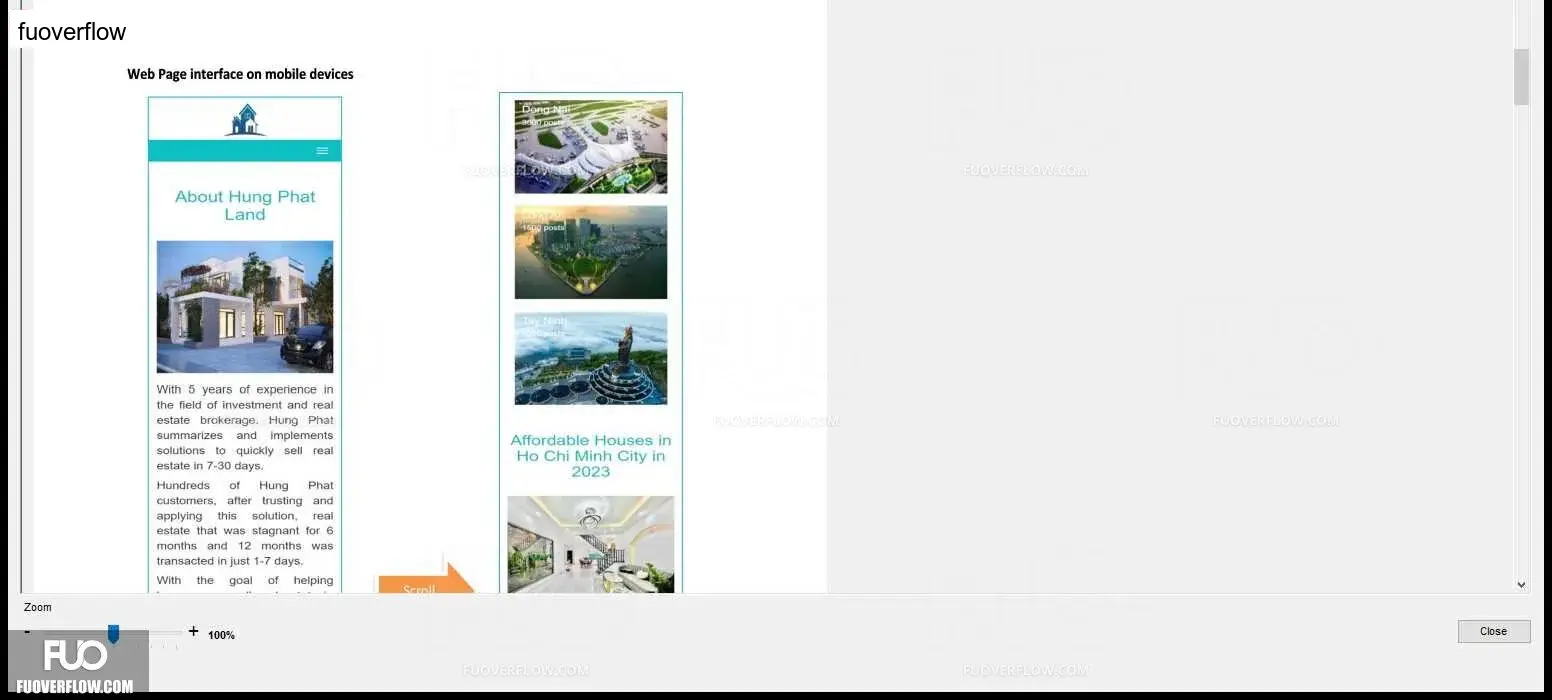 fuoverflow
Web Page interface on mobile devices
About Hung Phat
Land
With 5 years of experience in
the field of investment and real
estate brokerage. Hung Phat
summarizes and implements
solutions to quickly sell real
estate in 7-30 days.
Hundreds of Hung Phat
customers, after trusting and
applying this solution, real
estate that was stagnant for 6
months and 12 months was
transacted in just 1-7 days.
With the goal of helping
Scroll
Dong Nai
3000 posts
1500 posts
Tay Ninh
Affordable Houses in
Ho Chi Minh City in
2023
FUOVERFLOW.COM
FUOVERFLOW.COM
FUOVERFLOW.COM
FUOVERFLOW.COM
Zoom
- + 100%
Close
FUO
FUOVERFLOW.COM
FUOVERFLOW.COM
FUOVERFLOW.COM